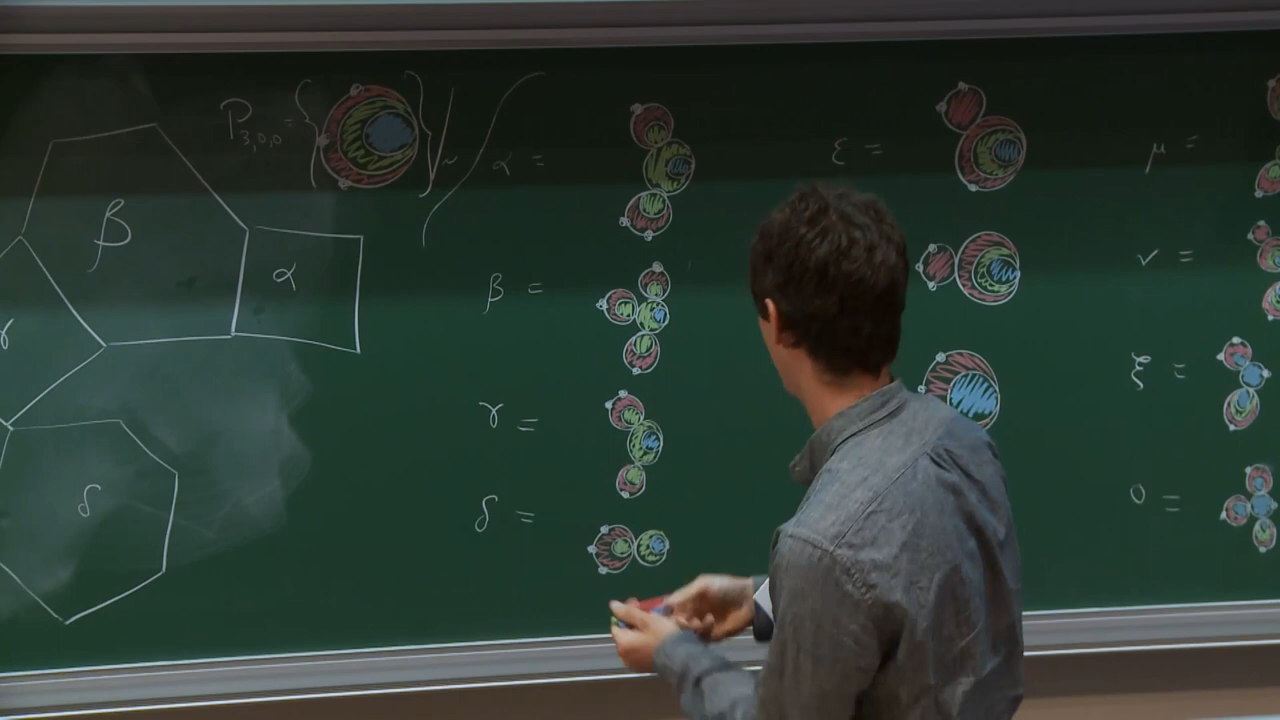 P3,0,0 = { } / ~
α =
β =
γ =
δ =
ε =
μ =
ν =
ξ =
ο =
β
α
γ
δ